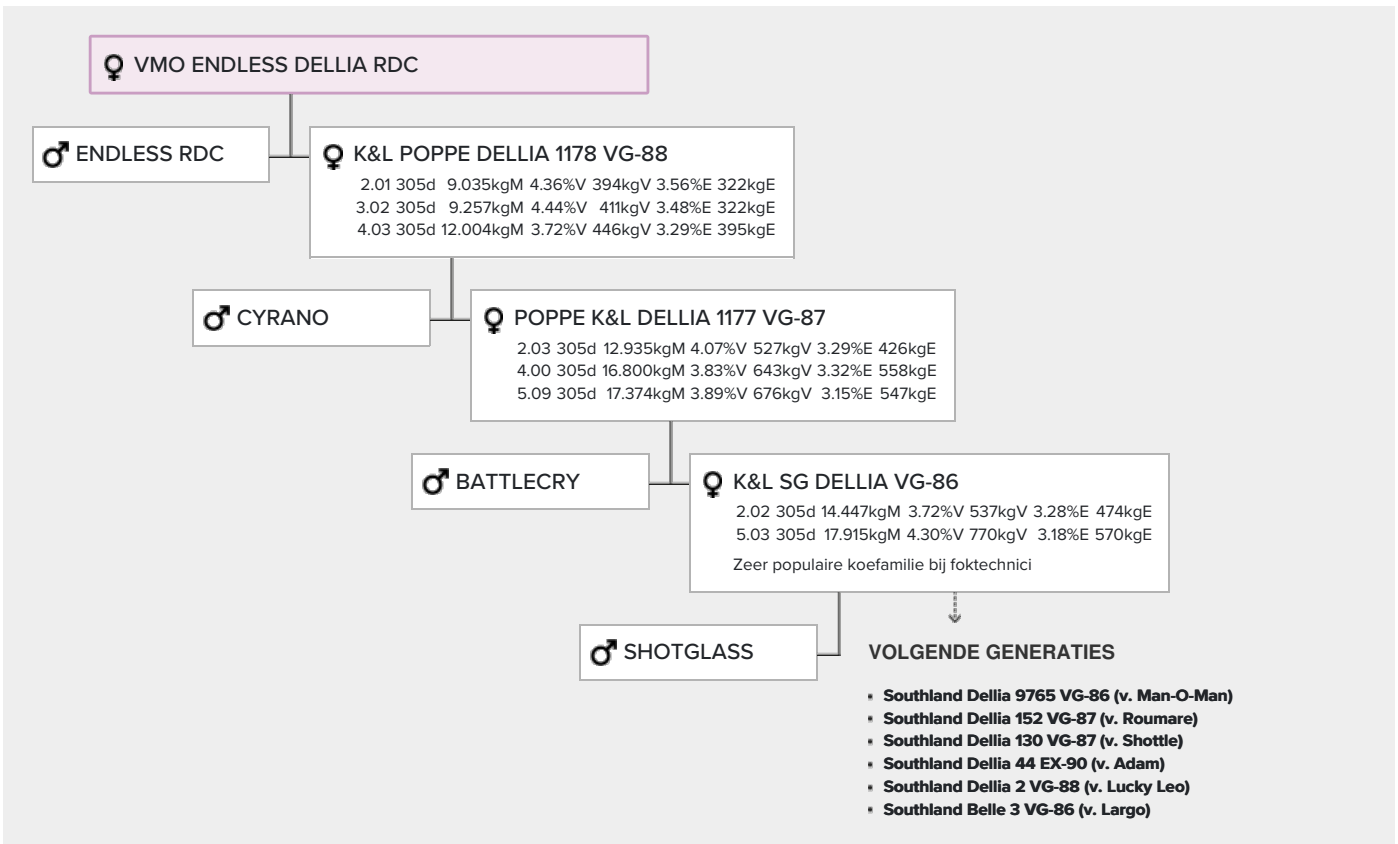 ♀ VMO ENDLESS DELLIA RDC
♂ ENDLESS RDC
♀ K&L POPPE DELLIA 1178 VG-88
2.01 305d 9.035kgM 4.36%V 394kgV 3.56%E 322kgE
3.02 305d 9.257kgM 4.44%V 411kgV 3.48%E 322kgE
4.03 305d 12.004kgM 3.72%V 446kgV 3.29%E 395kgE
♂ CYRANO
♀ POPPE K&L DELLIA 1177 VG-87
2.03 305d 12.935kgM 4.07%V 527kgV 3.29%E 426kgE
4.00 305d 16.800kgM 3.83%V 643kgV 3.32%E 558kgE
5.09 305d 17.374kgM 3.89%V 676kgV 3.15%E 547kgE
♂ BATTLECRY
♀ K&L SG DELLIA VG-86
2.02 305d 14.447kgM 3.72%V 537kgV 3.28%E 474kgE
5.03 305d 17.915kgM 4.30%V 770kgV 3.18%E 570kgE
Zeer populaire koefamilie bij foktechnici
♂ SHOTGLASS
VOLGENDE GENERATIES
▪ Southland Dellia 9765 VG-86 (v. Man-O-Man)
▪ Southland Dellia 152 VG-87 (v. Roumare)
▪ Southland Dellia 130 VG-87 (v. Shottle)
▪ Southland Dellia 44 EX-90 (v. Adam)
▪ Southland Dellia 2 VG-88 (v. Lucky Leo)
▪ Southland Belle 3 VG-86 (v. Largo)